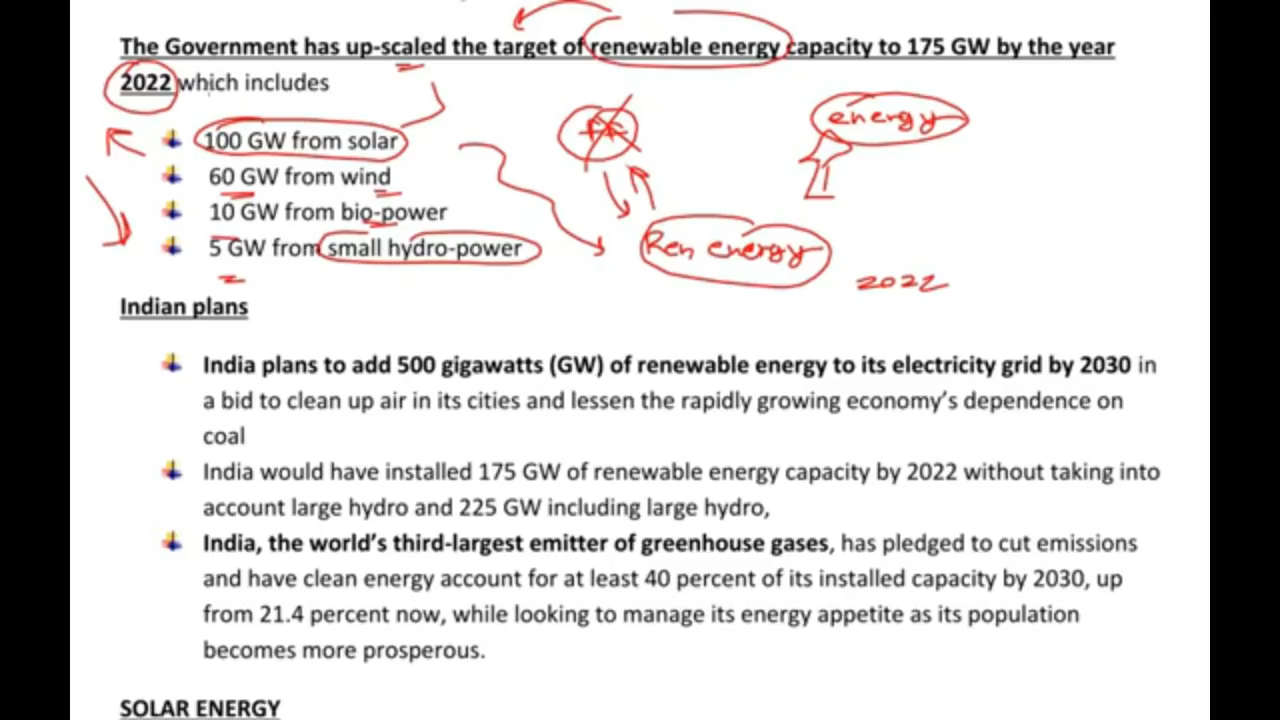 The Government has up-scaled the target of renewable energy capacity to 175 GW by the year
2022 which includes
100 GW from solar
60 GW from wind
10 GW from bio-power
5 GW from small hydro-power
energy
Ren energy
2022
Indian plans
India plans to add 500 gigawatts (GW) of renewable energy to its electricity grid by 2030 in
a bid to clean up air in its cities and lessen the rapidly growing economy's dependence on
coal
India would have installed 175 GW of renewable energy capacity by 2022 without taking into
account large hydro and 225 GW including large hydro,
India, the world's third-largest emitter of greenhouse gases, has pledged to cut emissions
and have clean energy account for at least 40 percent of its installed capacity by 2030, up
from 21.4 percent now, while looking to manage its energy appetite as its population
becomes more prosperous.
SOLAR ENERGY